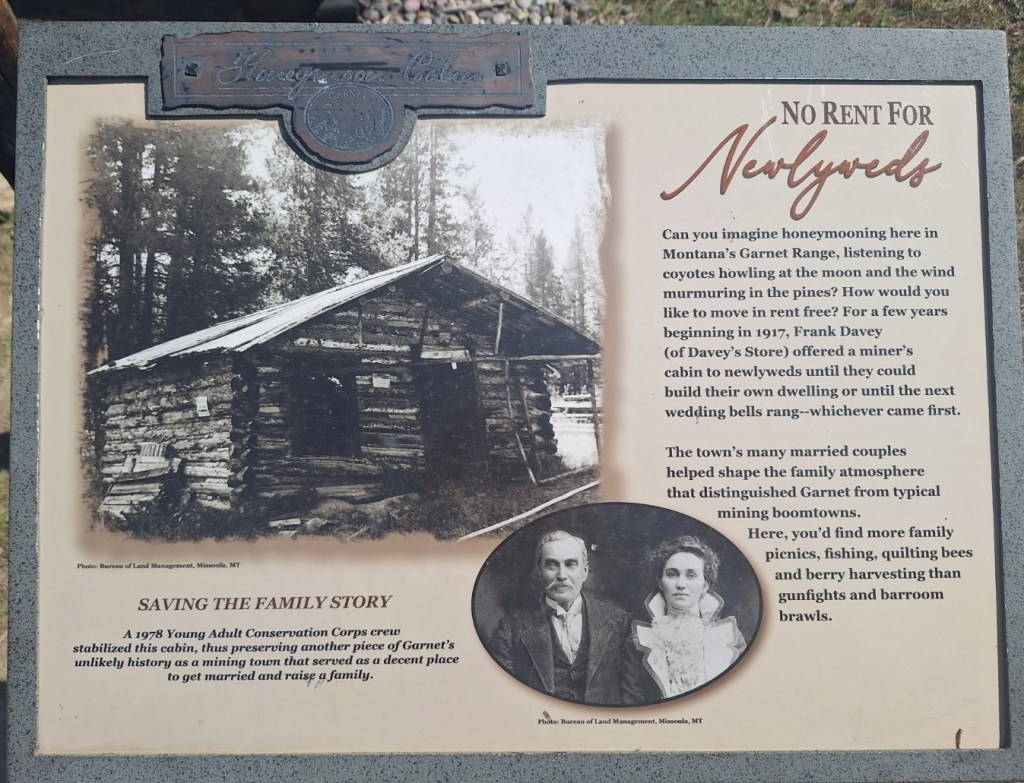 Honeymoon Cabin
GARNET
NO RENT FOR
Newlyweds
Can you imagine honeymooning here in
Montana's Garnet Range, listening to
coyotes howling at the moon and the wind
murmuring in the pines? How would you
like to move in rent free? For a few years
beginning in 1917, Frank Davey
(of Davey's Store) offered a miner's
cabin to newlyweds until they could
build their own dwelling or until the next
wedding bells rang--whichever came first.
The town's many married couples
helped shape the family atmosphere
that distinguished Garnet from typical
mining boomtowns.
Here, you'd find more family
picnics, fishing, quilting bees
and berry harvesting than
gunfights and barroom
brawls.
Photo: Bureau of Land Management, Missoula, MT
SAVING THE FAMILY STORY
A 1978 Young Adult Conservation Corps crew
stabilized this cabin, thus preserving another piece of Garnet's
unlikely history as a mining town that served as a decent place
to get married and raise a family.
Photo: Bureau of Land Management, Missoula, MT